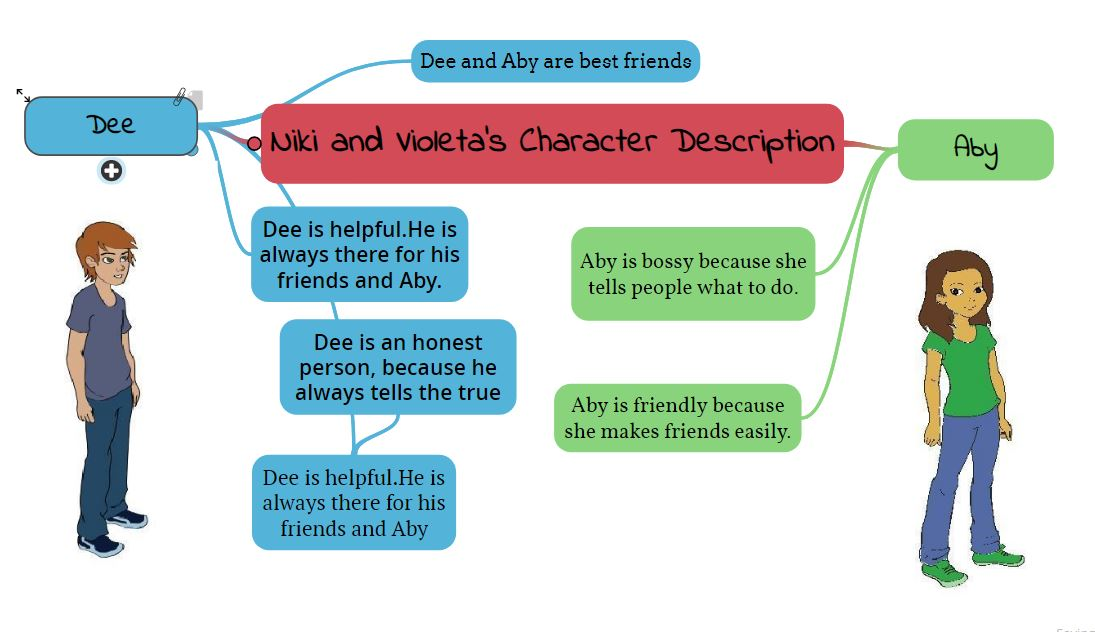 Dee and Aby are best friends
Dee
Niki and Violeta's Character Description
Aby
Dee is helpful.He is
always there for his
friends and Aby.
Aby is bossy because she
tells people what to do.
Dee is an honest
person, because he
always tells the true
Aby is friendly because
she makes friends easily.
Dee is helpful.He is
always there for his
friends and Aby